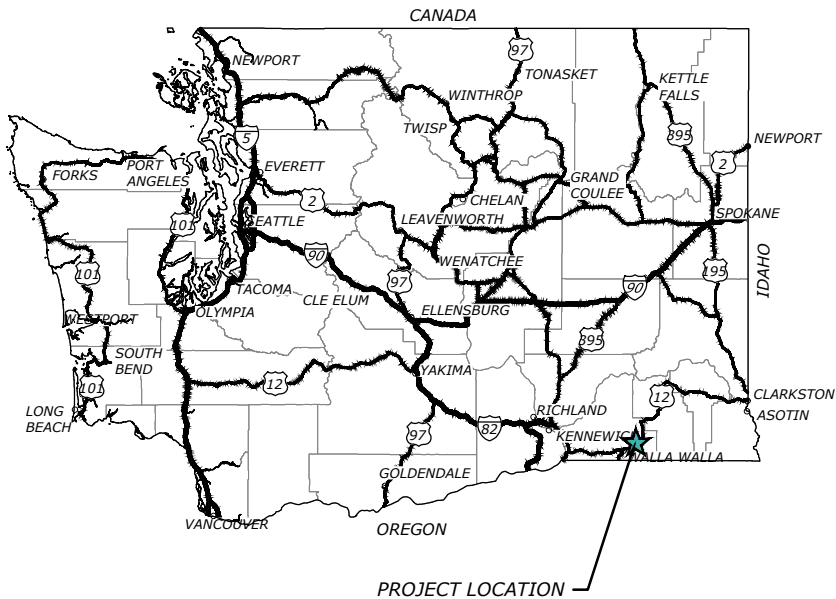 CANADA
NEWPORT
97
TONASKET
WINTHROP
KETTLE
FALLS
TWISP
395
5
NEWPORT
2
FORKS
PORT
ANGELES
EVERETT
GRAND
COULEE
2
CHELAN
101
SEATTLE
LEAVENWORTH
SPOKANE
90
WENATCHEE
IDAHO
101
97
195
TACOMA
CLE ELUM
90
WESTPORT
OLYMPIA
ELLENSBURG
395
SOUTH
BEND
YAKIMA
101
12
12
CLARKSTON
LONG
BEACH
RICHLAND
ASOTIN
82
97
KENNEWICK
WALLA WALLA
GOLDENDALE
VANCOUVER
OREGON
PROJECT LOCATION